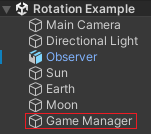 Rotation Example
Main Camera
Directional Light
Observer
Sun
Earth
Moon
Game Manager